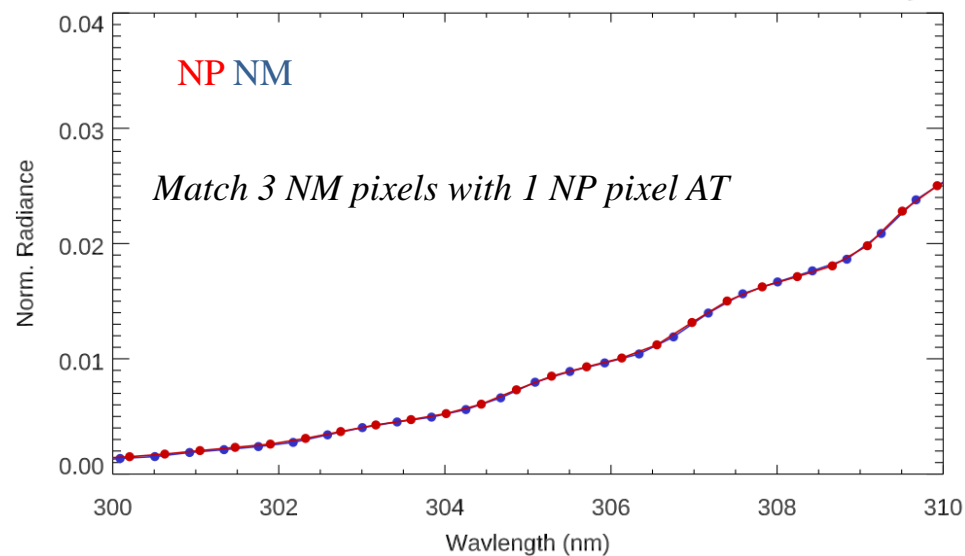 0.04
NP NM
0.03
Match 3 NM pixels with 1 NP pixel AT
0.02
0.01
0.00
Norm. Radiance
300 302 304 306 308 310
Wavlength (nm)